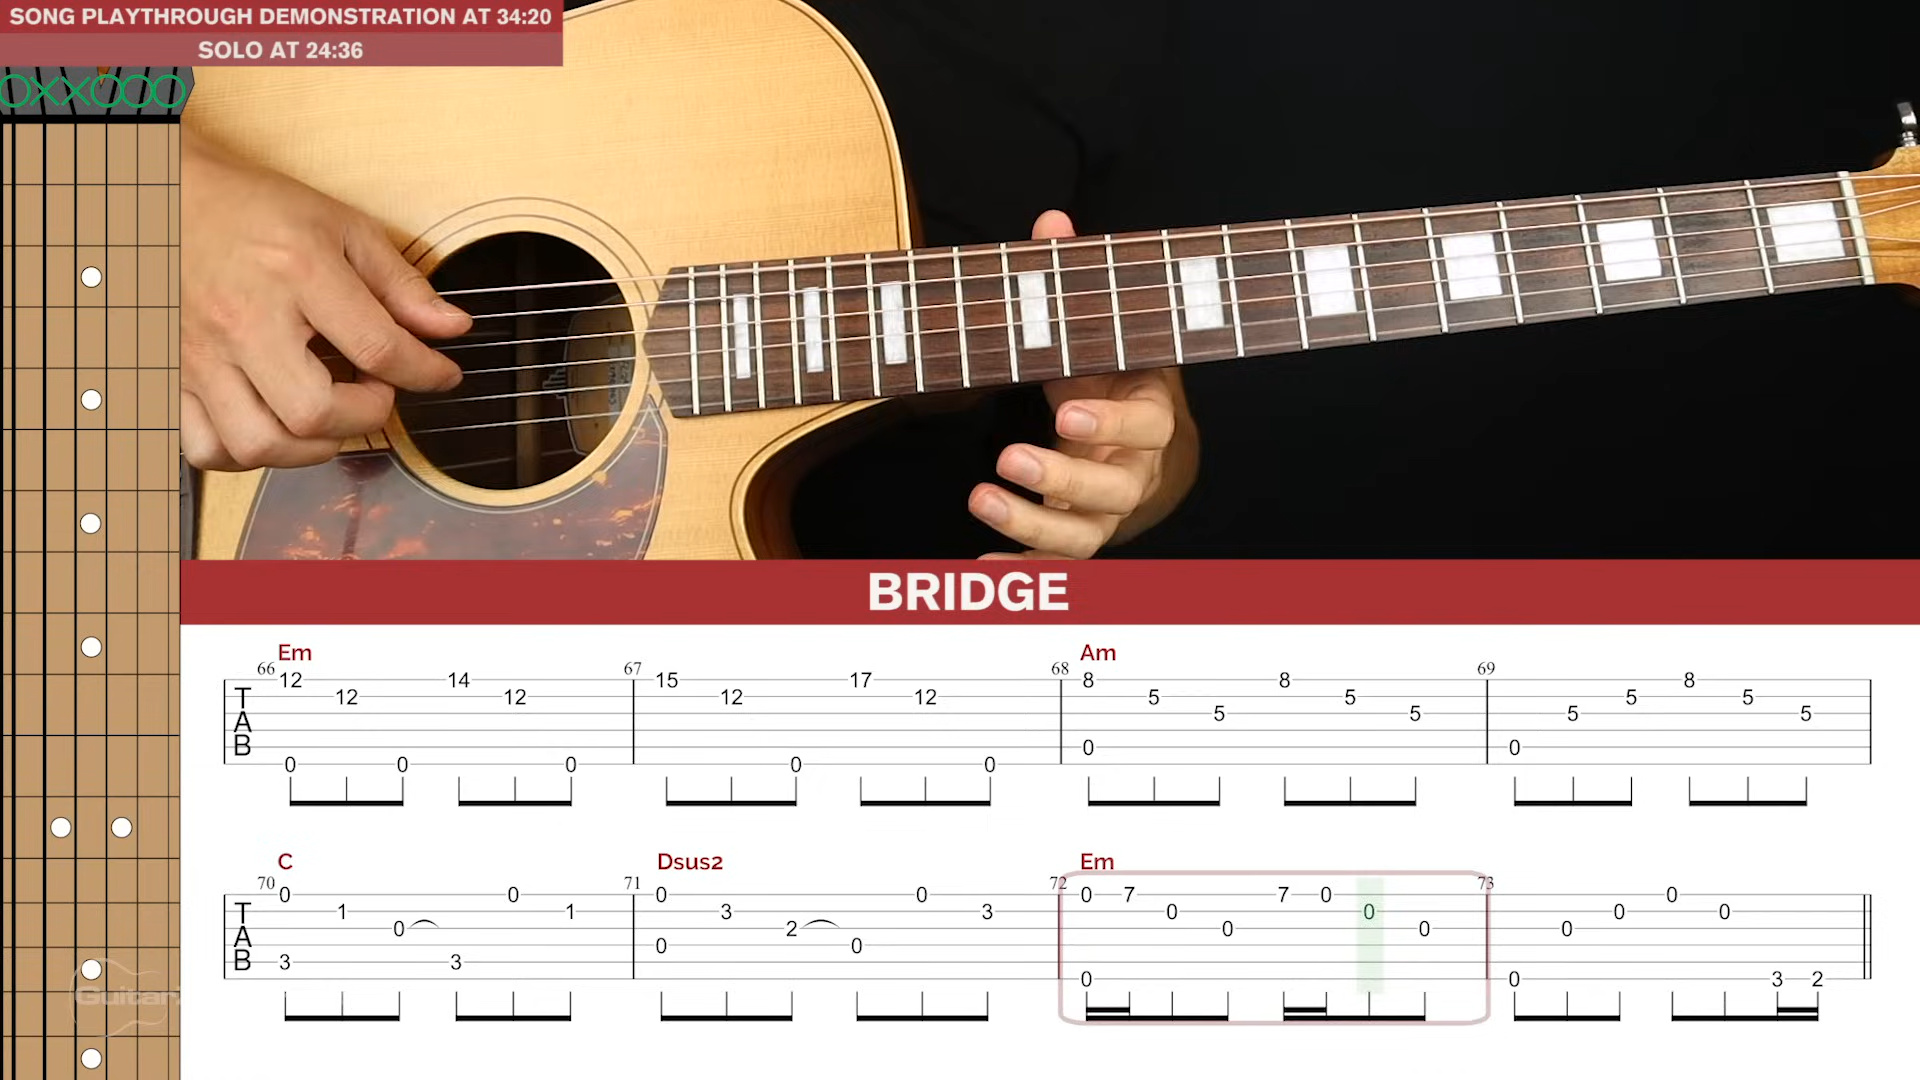 SONG PLAYTHROUGH DEMONSTRATION AT 34:20
SOLO AT 24:36
OXXOOO
BRIDGE
Em Am
66 67 68 69
12 14 15 17 8 8 8
12 12 12 12 5 5 5 5
5 5 5 5
0 0
0 0 0 0 0
TAB
C Dsus2 Em
70 71 72 73
0 0 0 0 0 7 7 0 0
1 1 3 3 0 0 0 0
0 2 0 0 0
0 0
3 3
0 0 3 2
TAB
Guitar